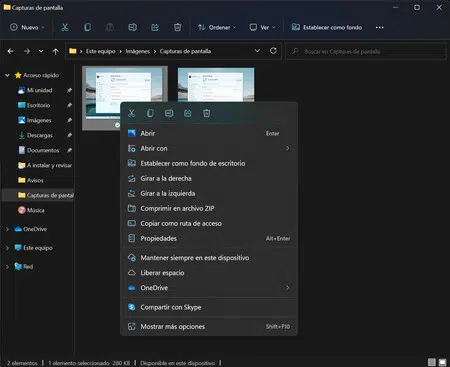 Capturas de pantalla
Nuevo
Ordenar
Ver
Establecer como fondo
Este equipo > Imágenes > Capturas de pantalla
Buscar en Capturas de pantalla
Acceso rápido
Mi unidad
Escritorio
Imágenes
Descargas
Documentos
A instalar y revisar
Avisos
Capturas de pantal
Música
OneDrive
Este equipo
Red
Abrir Enter
Abrir con
Establecer como fondo de escritorio
Girar a la derecha
Girar a la izquierda
Comprimir en archivo ZIP
Copiar como ruta de acceso
Propiedades Alt+Enter
Mantener siempre en este dispositivo
Liberar espacio
OneDrive
Compartir con Skype
Mostrar más opciones Shift+F10
2 elementos 1 elemento seleccionado 280 KB Disponible en este dispositivo